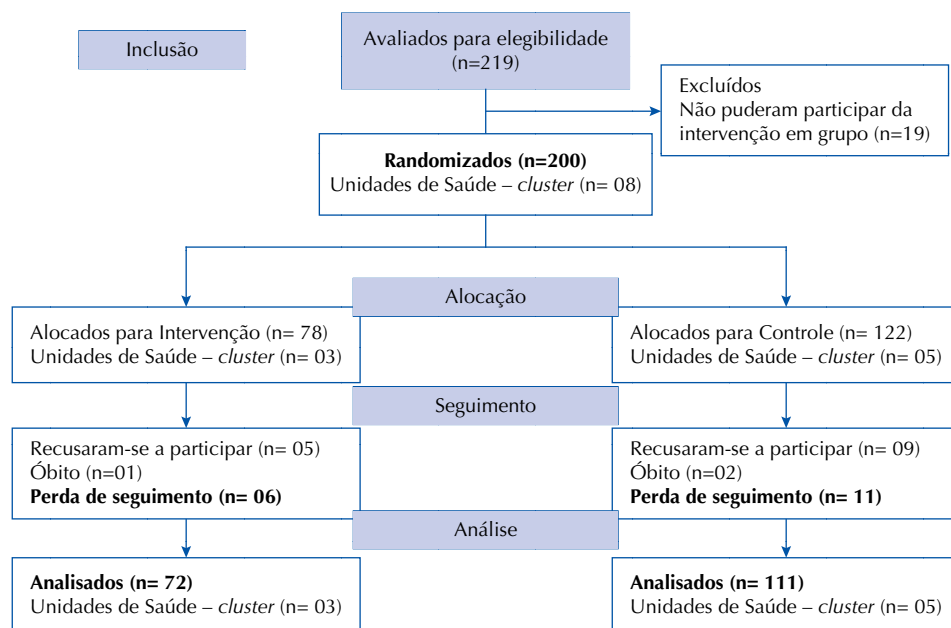 Inclusão
Avaliados para elegibilidade
(n=219)
Excluídos
Não puderam participar da
intervenção em grupo (n=19)
Randomizados (n=200)
Unidades de Saúde – cluster (n= 08)
Alocação
Alocados para Intervenção (n= 78)
Unidades de Saúde – cluster (n= 03)
Alocados para Controle (n= 122)
Unidades de Saúde – cluster (n= 05)
Seguimento
Recusaram-se a participar (n= 05)
Óbito (n=01)
Perda de seguimento (n= 06)
Recusaram-se a participar (n= 09)
Óbito (n=02)
Perda de seguimento (n= 11)
Análise
Analisados (n= 72)
Unidades de Saúde – cluster (n= 03)
Analisados (n= 111)
Unidades de Saúde – cluster (n= 05)